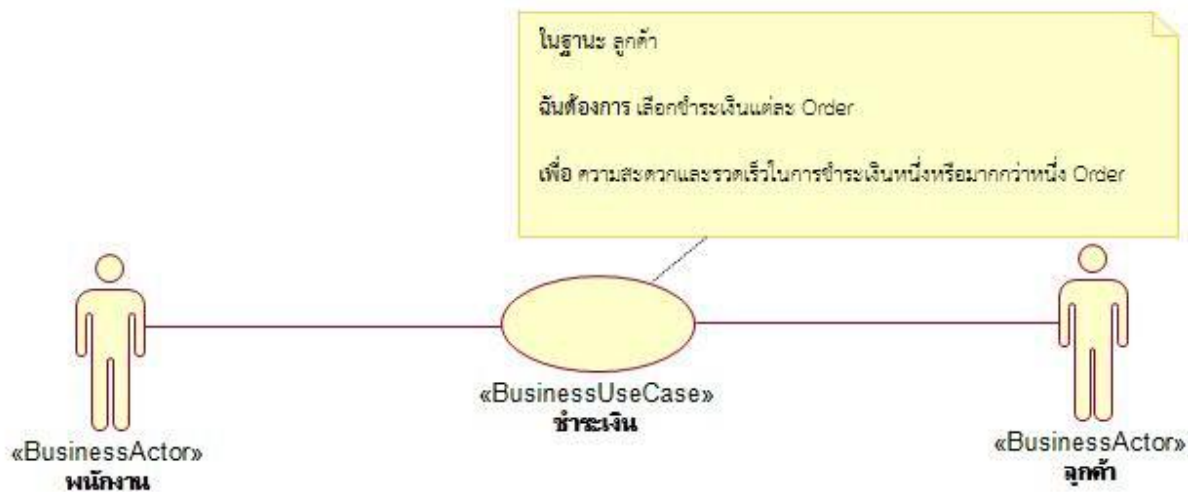 ในฐานะ ลูกค้า
ฉันต้องการ เลือกชำระเงินแต่ละ Order
เพื่อ ความสะดวกและรวดเร็วในการชำระเงินหนึ่งหรือมากกว่าหนึ่ง Order
«BusinessUseCase»
ชำระเงิน
«BusinessActor»
พนักงาน
«BusinessActor»
ลูกค้า